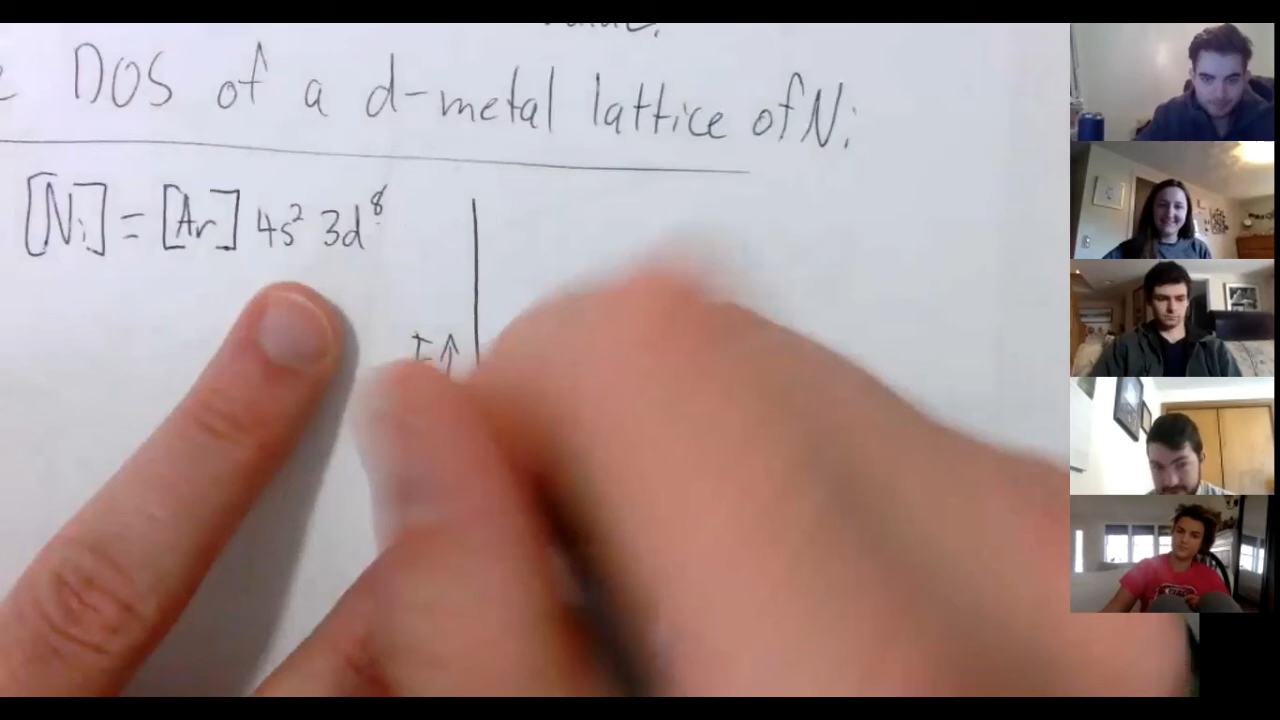 DOS of a d-metal lattice of Ni
[Ni] = [Ar] 4s² 3d⁸
E↑